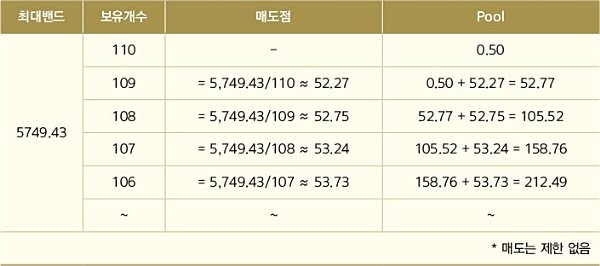 최대밴드 보유개수 매도점 Pool
110 – 0.50
109 = 5,749.43/110 ≈ 52.27 0.50 + 52.27 = 52.77
108 = 5,749.43/109 ≈ 52.75 52.77 + 52.75 = 105.52
5749.43 107 = 5,749.43/108 ≈ 53.24 105.52 + 53.24 = 158.76
106 = 5,749.43/107 ≈ 53.73 158.76 + 53.73 = 212.49
~ ~ ~
* 매도는 제한 없음